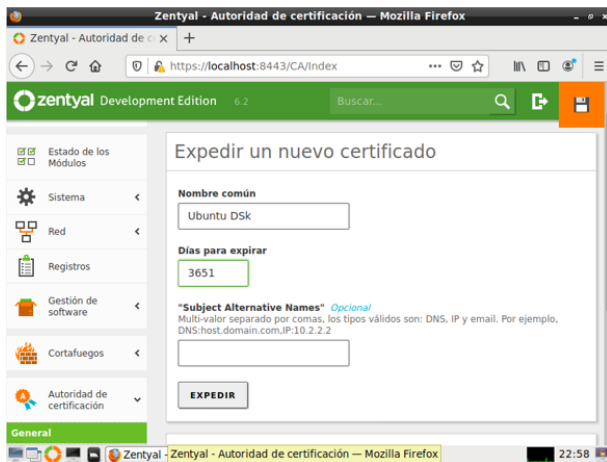 Zentyal - Autoridad de certificación — Mozilla Firefox
Zentyal - Autoridad de
https://localhost:8443/CA/Index
zentyal Development Edition 6.2
Buscar...
Estado de los
Módulos
Sistema
Red
Registros
Gestión de
software
Cortafuegos
Autoridad de
certificación
General
Expedir un nuevo certificado
Nombre común
Ubuntu DSk
Días para expirar
3651
"Subject Alternative Names" Opcional
Multi-valor separado por comas, los tipos válidos son: DNS, IP y email. Por ejemplo,
DNS:host.domain.com,IP:10.2.2.2
EXPEDIR
Zentyal -
Zentyal - Autoridad de certificación — Mozilla Firefox
22:58